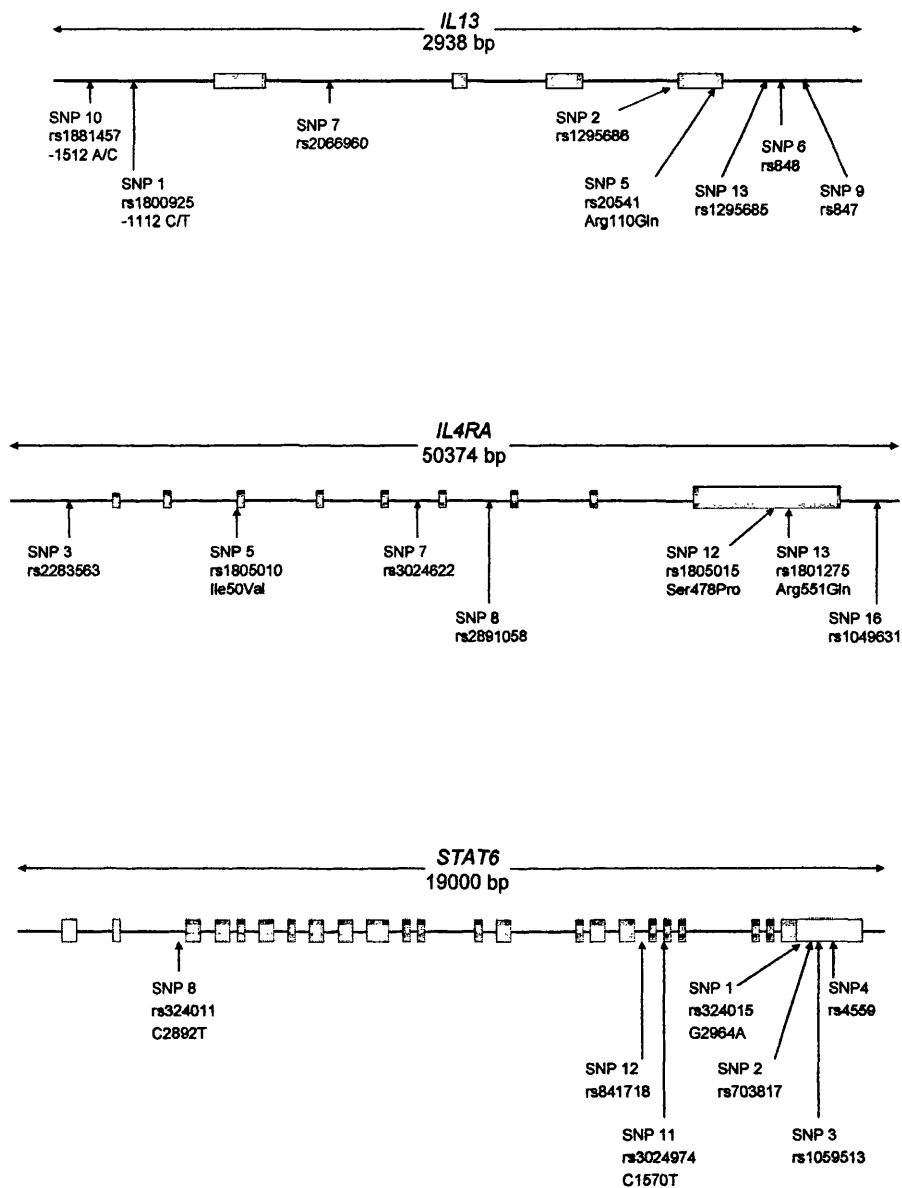 IL13
2938 bp
SNP 10
rs1881457
-1512 A/C
SNP 1
rs1800925
-1112 C/T
SNP 7
rs2066960
SNP 2
rs1295686
SNP 5
rs20541
Arg110Gln
SNP 13
rs1295685
SNP 6
rs848
SNP 9
rs847
IL4RA
50374 bp
SNP 3
rs2283563
SNP 5
rs1805010
Ile50Val
SNP 7
rs3024622
SNP 8
rs2891058
SNP 12
rs1805015
Ser478Pro
SNP 13
rs1801275
Arg551Gln
SNP 16
rs1049631
STAT6
19000 bp
SNP 8
rs324011
C2892T
SNP 12
rs841718
SNP 11
rs3024974
C1570T
SNP 1
rs324015
G2964A
SNP 2
rs703817
SNP4
rs4559
SNP 3
rs1059513